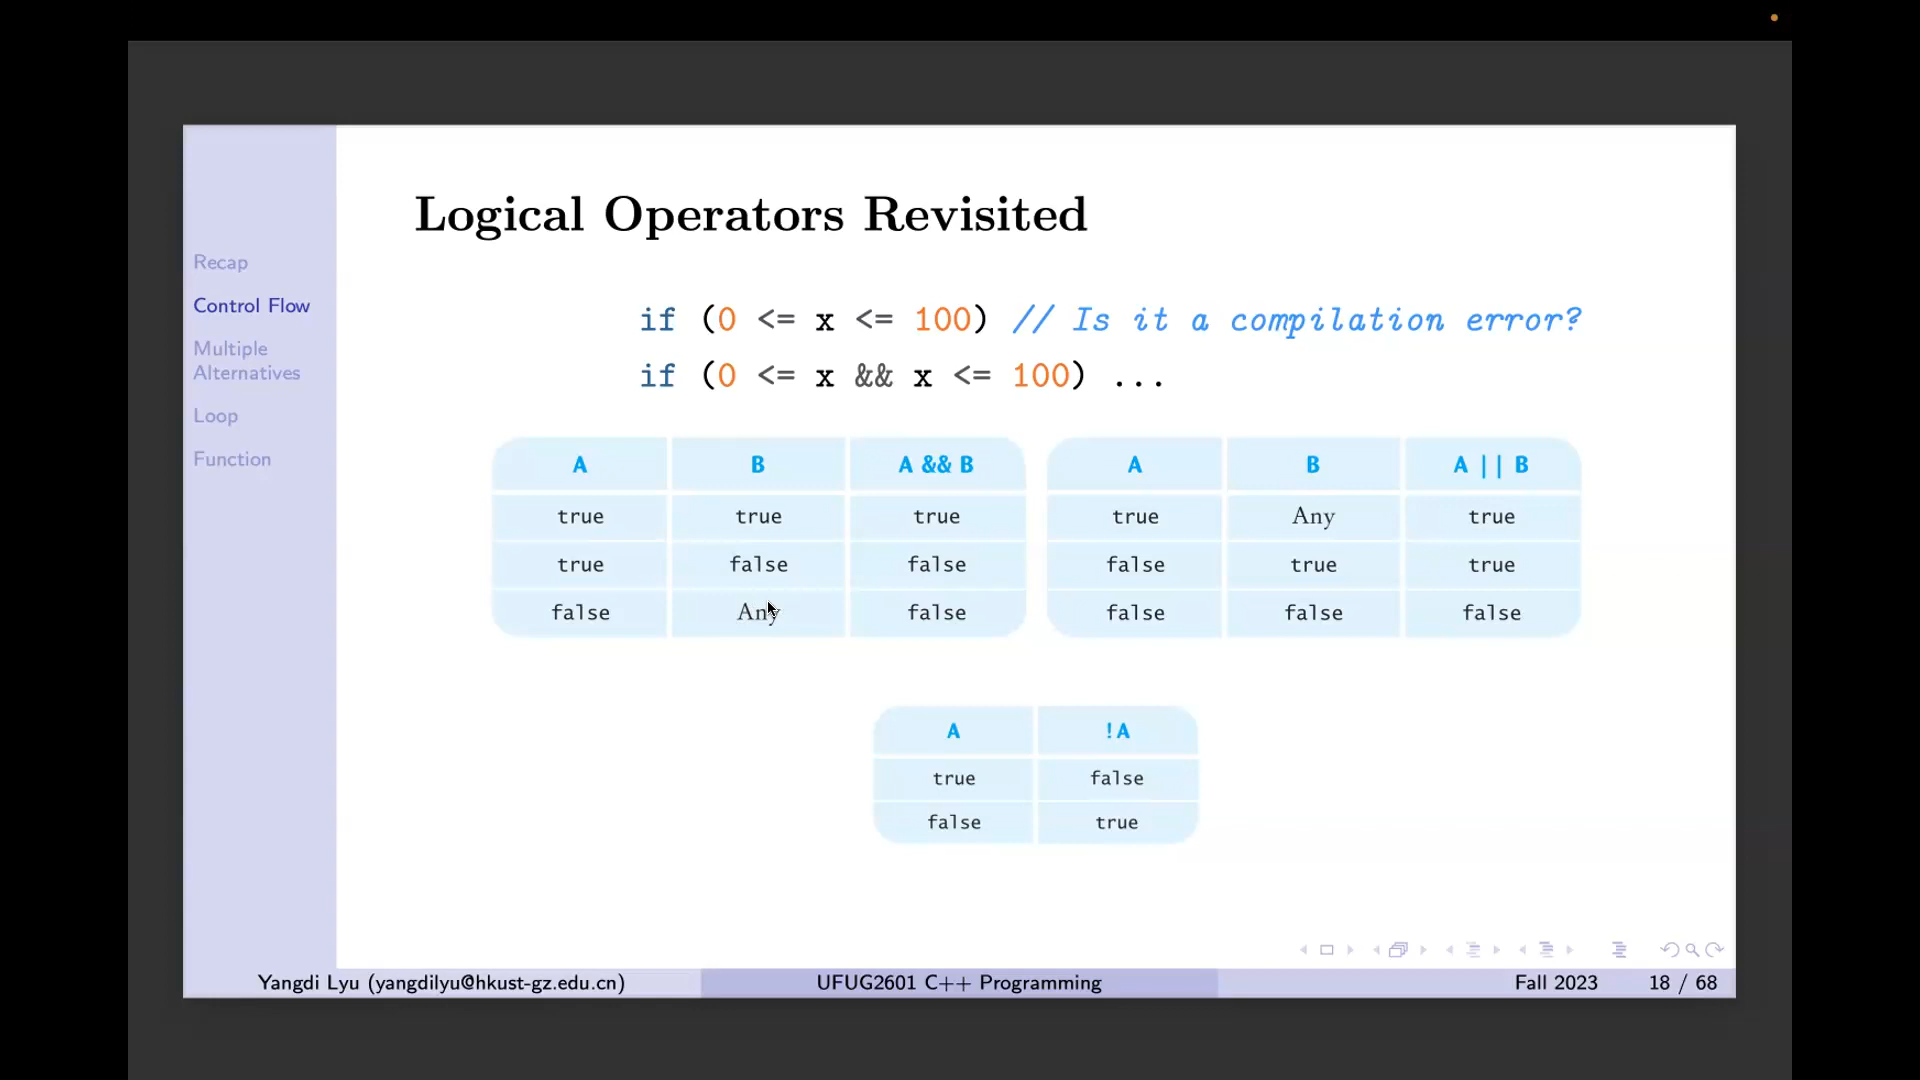 Logical Operators Revisited
Recap
Control Flow
Multiple
Alternatives
Loop
Function
if (0 <= x <= 100) // Is it a compilation error?
if (0 <= x && x <= 100) ...
A B A && B
true true true
true false false
false Any false
A B A || B
true Any true
false true true
false false false
A !A
true false
false true
Yangdi Lyu (yangdilyu@hkust-gz.edu.cn) UFUG2601 C++ Programming Fall 2023 18 / 68